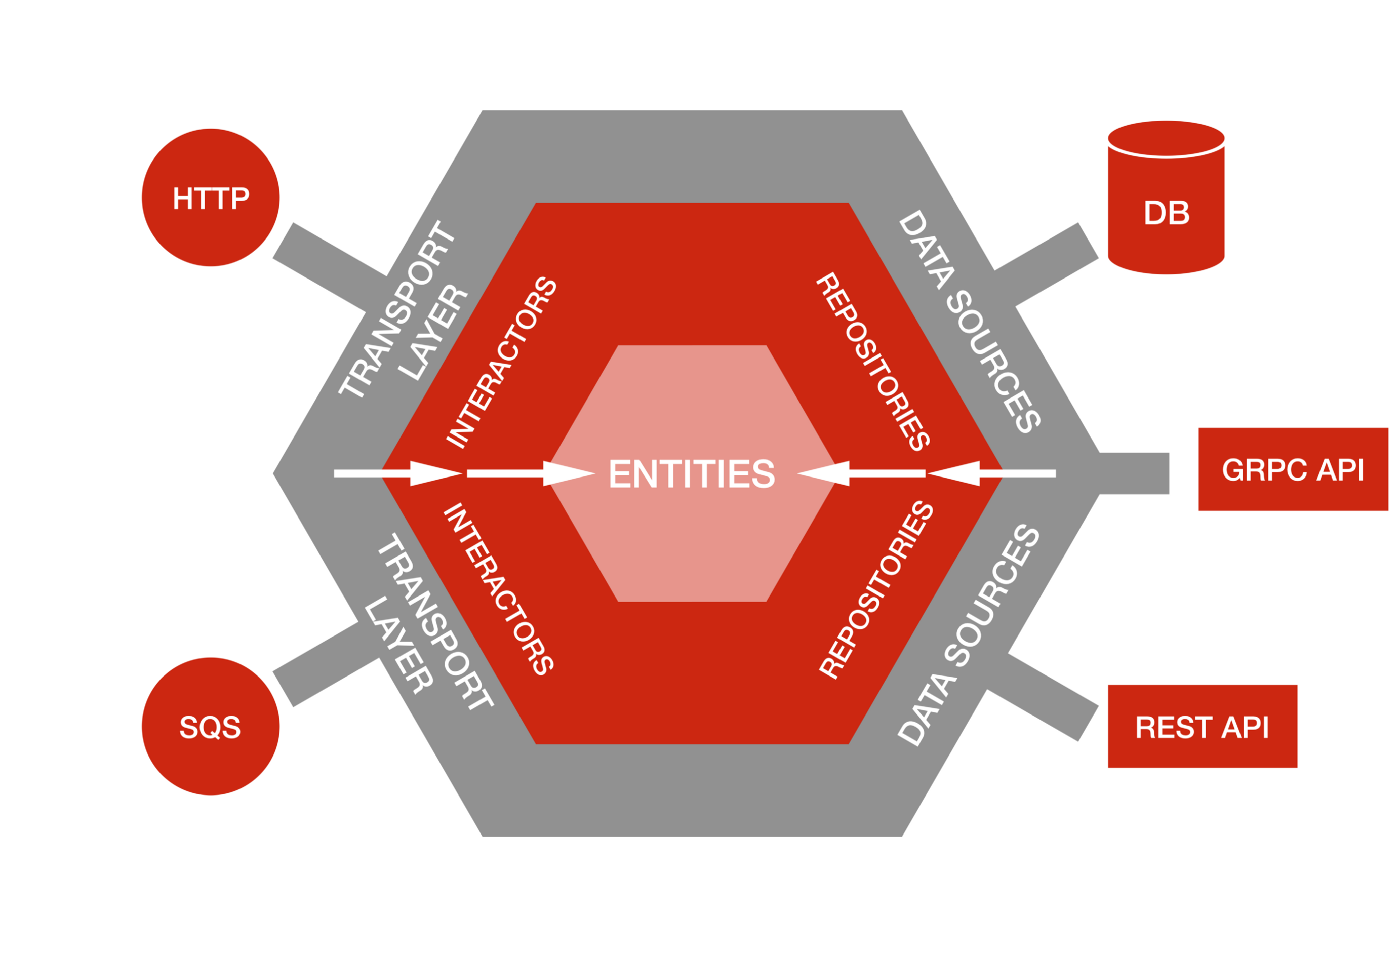 HTTP
TRANSPORT
LAYER
INTERACTORS
REPOSITORIES
DATA SOURCES
DB
ENTITIES
GRPC API
INTERACTORS
TRANSPORT
LAYER
REPOSITORIES
DATA SOURCES
SQS
REST API